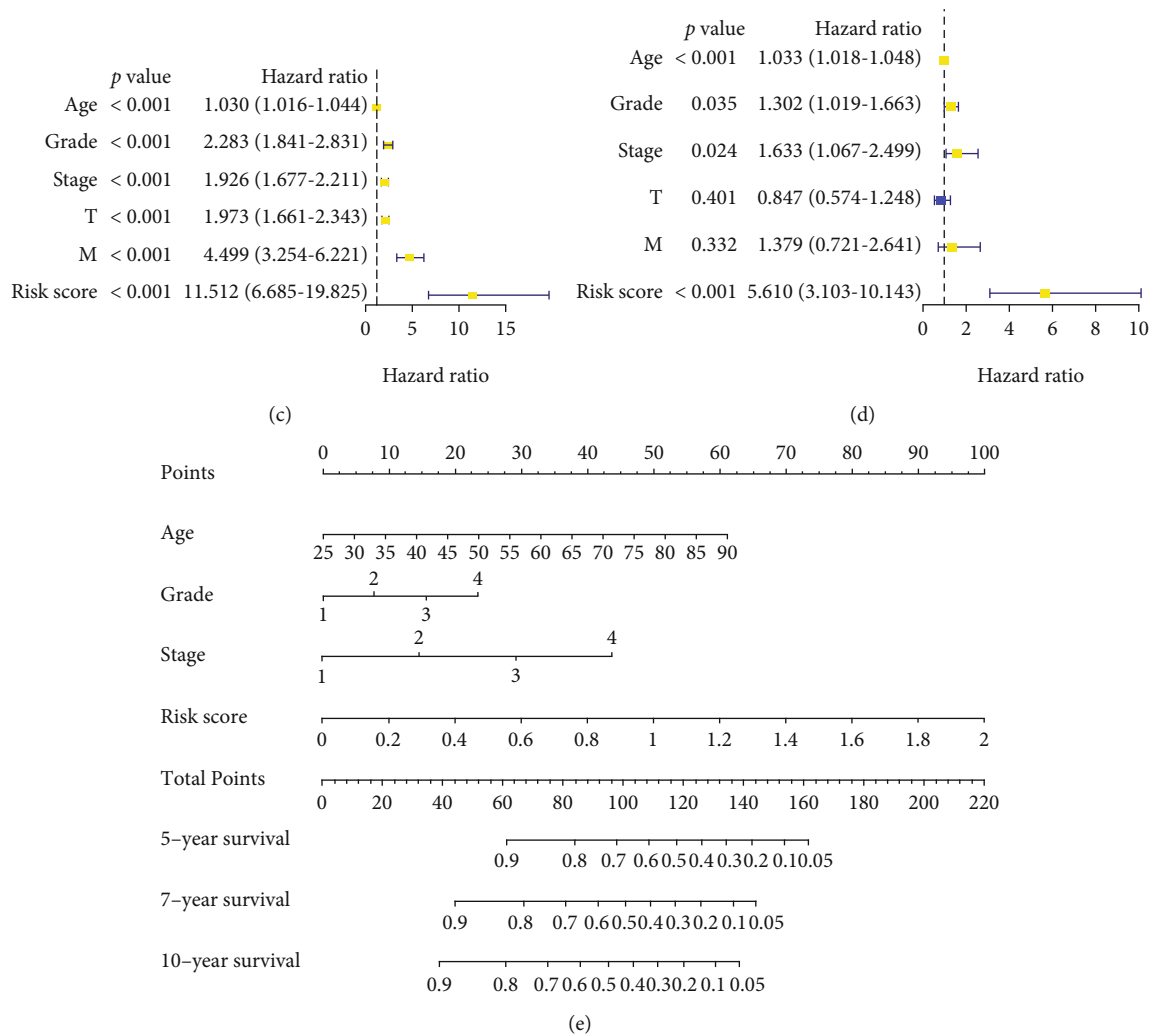 p value Hazard ratio
Age < 0.001 1.030 (1.016-1.044)
Grade < 0.001 2.283 (1.841-2.831)
Stage < 0.001 1.926 (1.677-2.211)
T < 0.001 1.973 (1.661-2.343)
M < 0.001 4.499 (3.254-6.221)
Risk score < 0.001 11.512 (6.685-19.825)
0 5 10 15
Hazard ratio
(c)
p value Hazard ratio
Age < 0.001 1.033 (1.018-1.048)
Grade 0.035 1.302 (1.019-1.663)
Stage 0.024 1.633 (1.067-2.499)
T 0.401 0.847 (0.574-1.248)
M 0.332 1.379 (0.721-2.641)
Risk score < 0.001 5.610 (3.103-10.143)
0 2 4 6 8 10
Hazard ratio
(d)
0 10 20 30 40 50 60 70 80 90 100
Points
Age
25 30 35 40 45 50 55 60 65 70 75 80 85 90
2 4
Grade
1 3
2 4
Stage
1 3
Risk score
0 0.2 0.4 0.6 0.8 1 1.2 1.4 1.6 1.8 2
Total Points
0 20 40 60 80 100 120 140 160 180 200 220
5–year survival
0.9 0.8 0.7 0.6 0.5 0.4 0.3 0.2 0.1 0.05
7–year survival
0.9 0.8 0.7 0.6 0.5 0.4 0.3 0.2 0.1 0.05
10–year survival
0.9 0.8 0.7 0.6 0.5 0.4 0.3 0.2 0.1 0.05
(e)